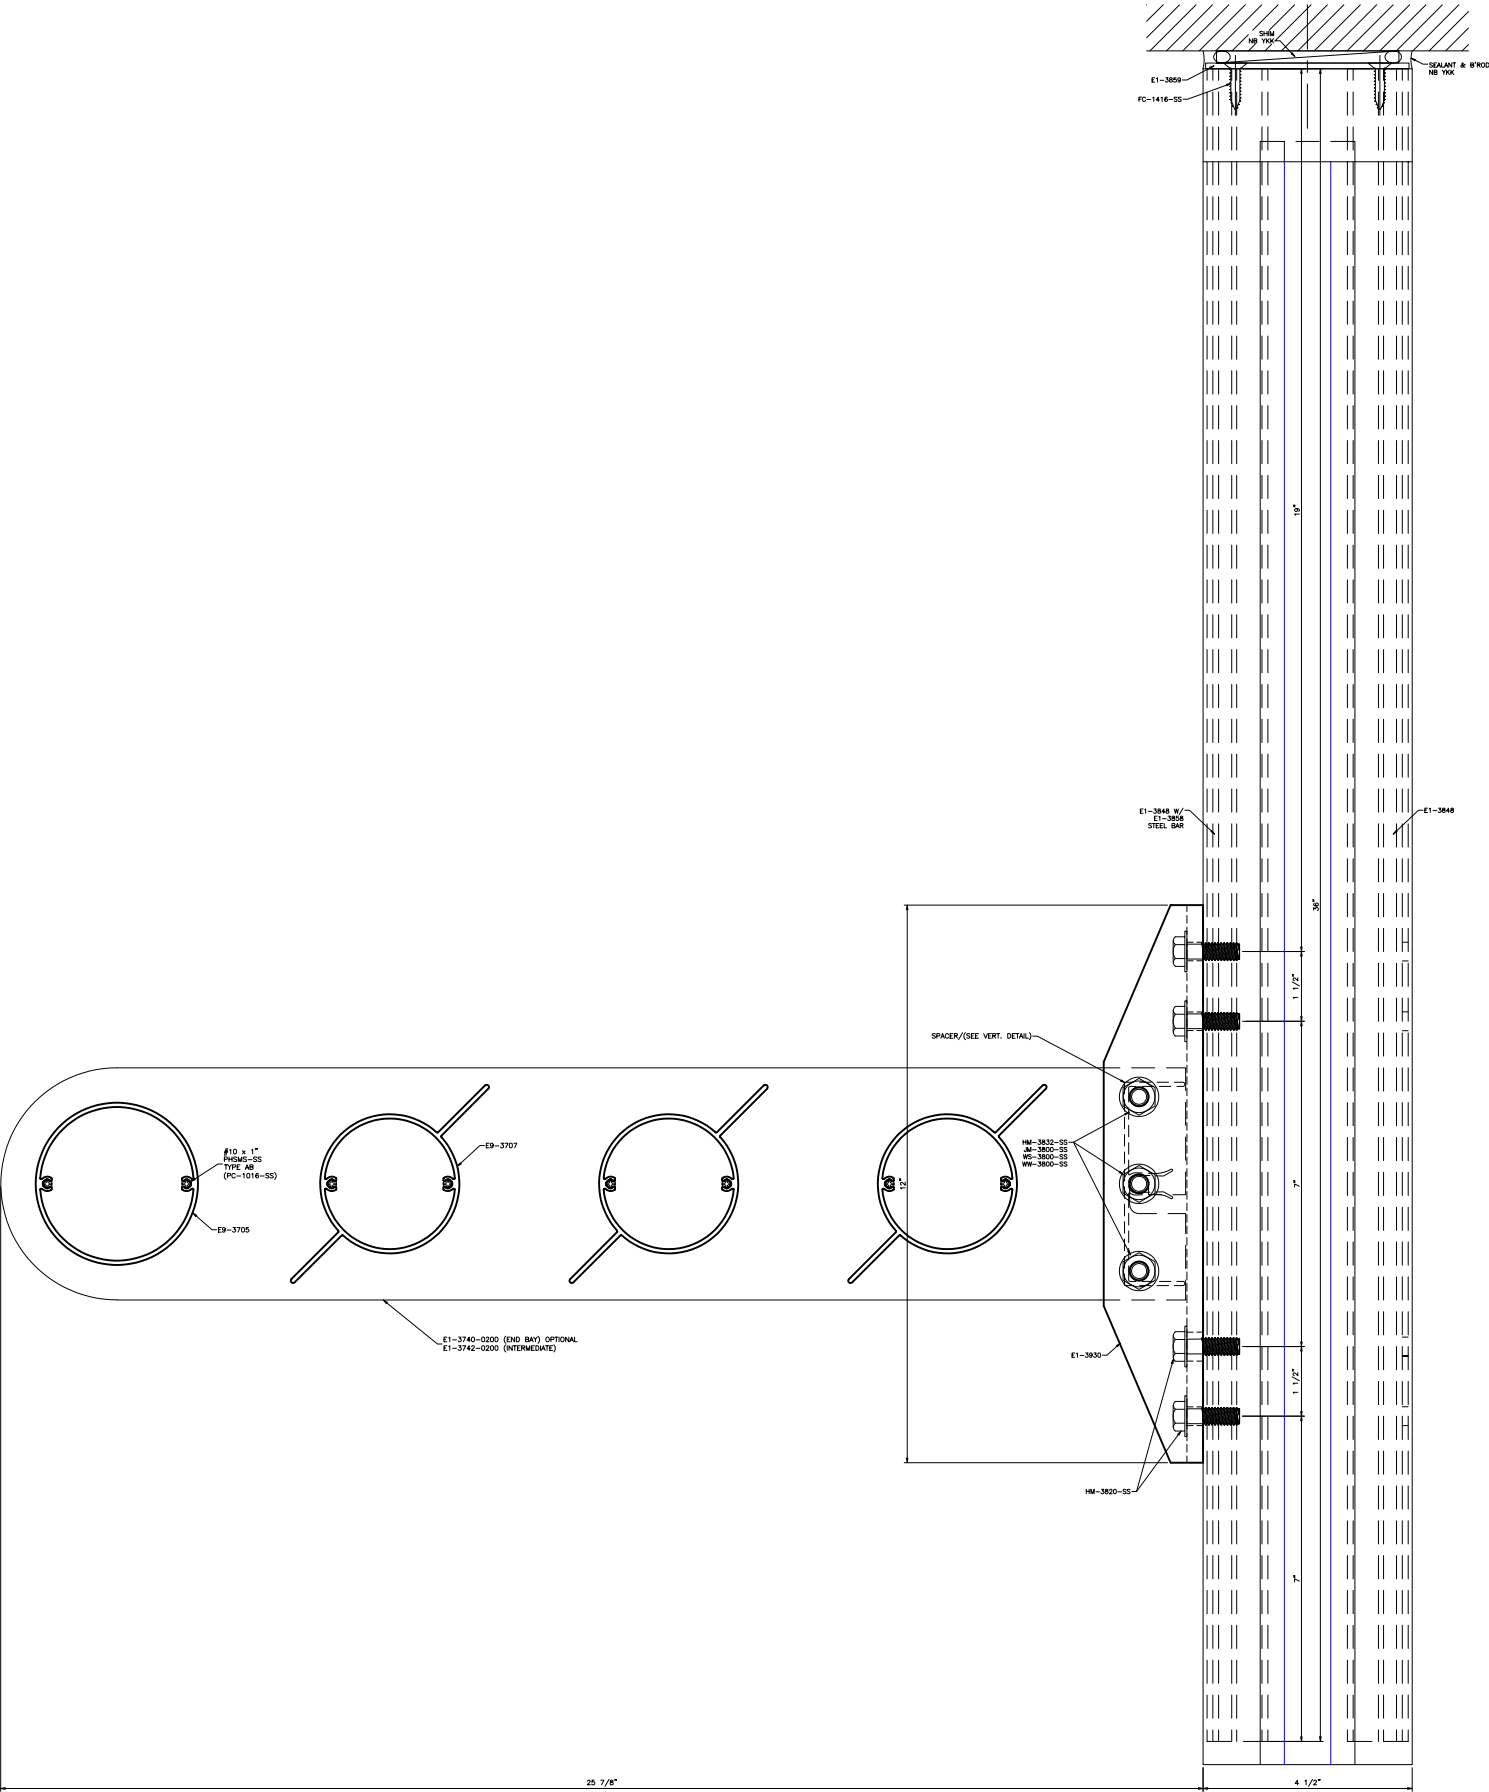 SHIM
NB YKK
SEALANT & B'ROD
NB YKK
E1-3859
FC-1416-SS
19"
E1-3848 W/
E1-3858
STEEL BAR
E1-3848
36"
1 1/2"
SPACER/(SEE VERT. DETAIL)
HM-3832-SS
JM-3800-SS
WS-3800-SS
WW-3800-SS
#10 x 1"
PHSMS-SS
TYPE AB
(PC-1016-SS)
E9-3707
12"
7"
E9-3705
E1-3740-0200 (END BAY) OPTIONAL
E1-3742-0200 (INTERMEDIATE)
E1-3930
1 1/2"
HM-3820-SS
7"
25 7/8"
4 1/2"